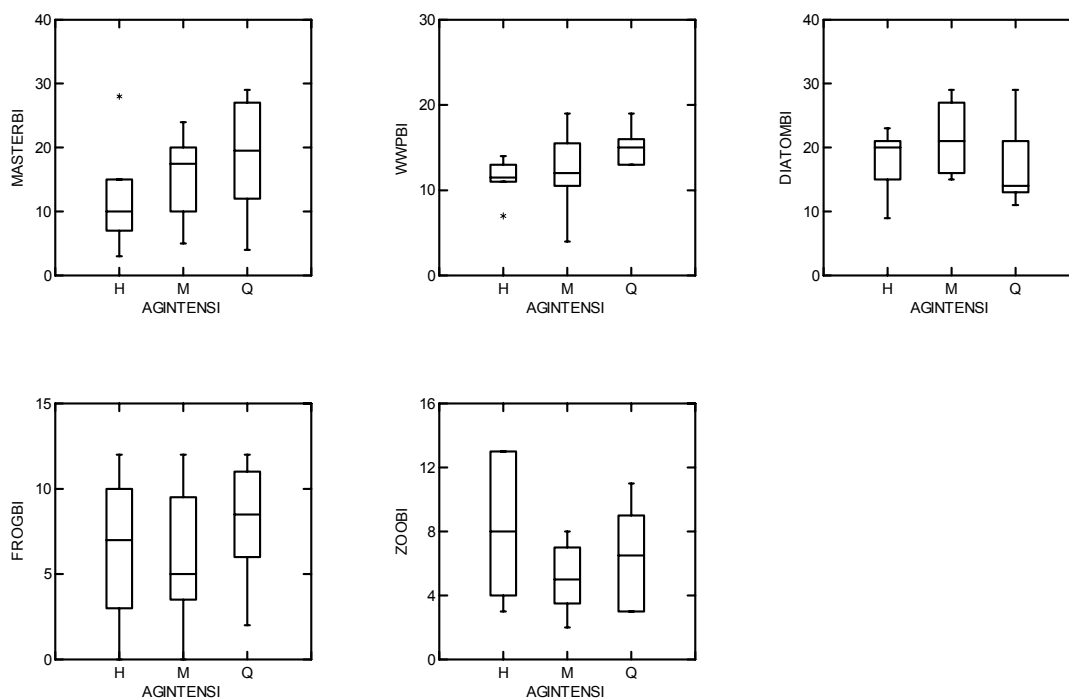 MASTERBI
40
30
20
10
0
*
H M Q
AGINTENSI
WWPBI
30
20
10
0
*
H M Q
AGINTENSI
DIATOMBI
40
30
20
10
0
H M Q
AGINTENSI
FROGBI
15
10
5
0
H M Q
AGINTENSI
ZOOBI
16
12
8
4
0
H M Q
AGINTENSI